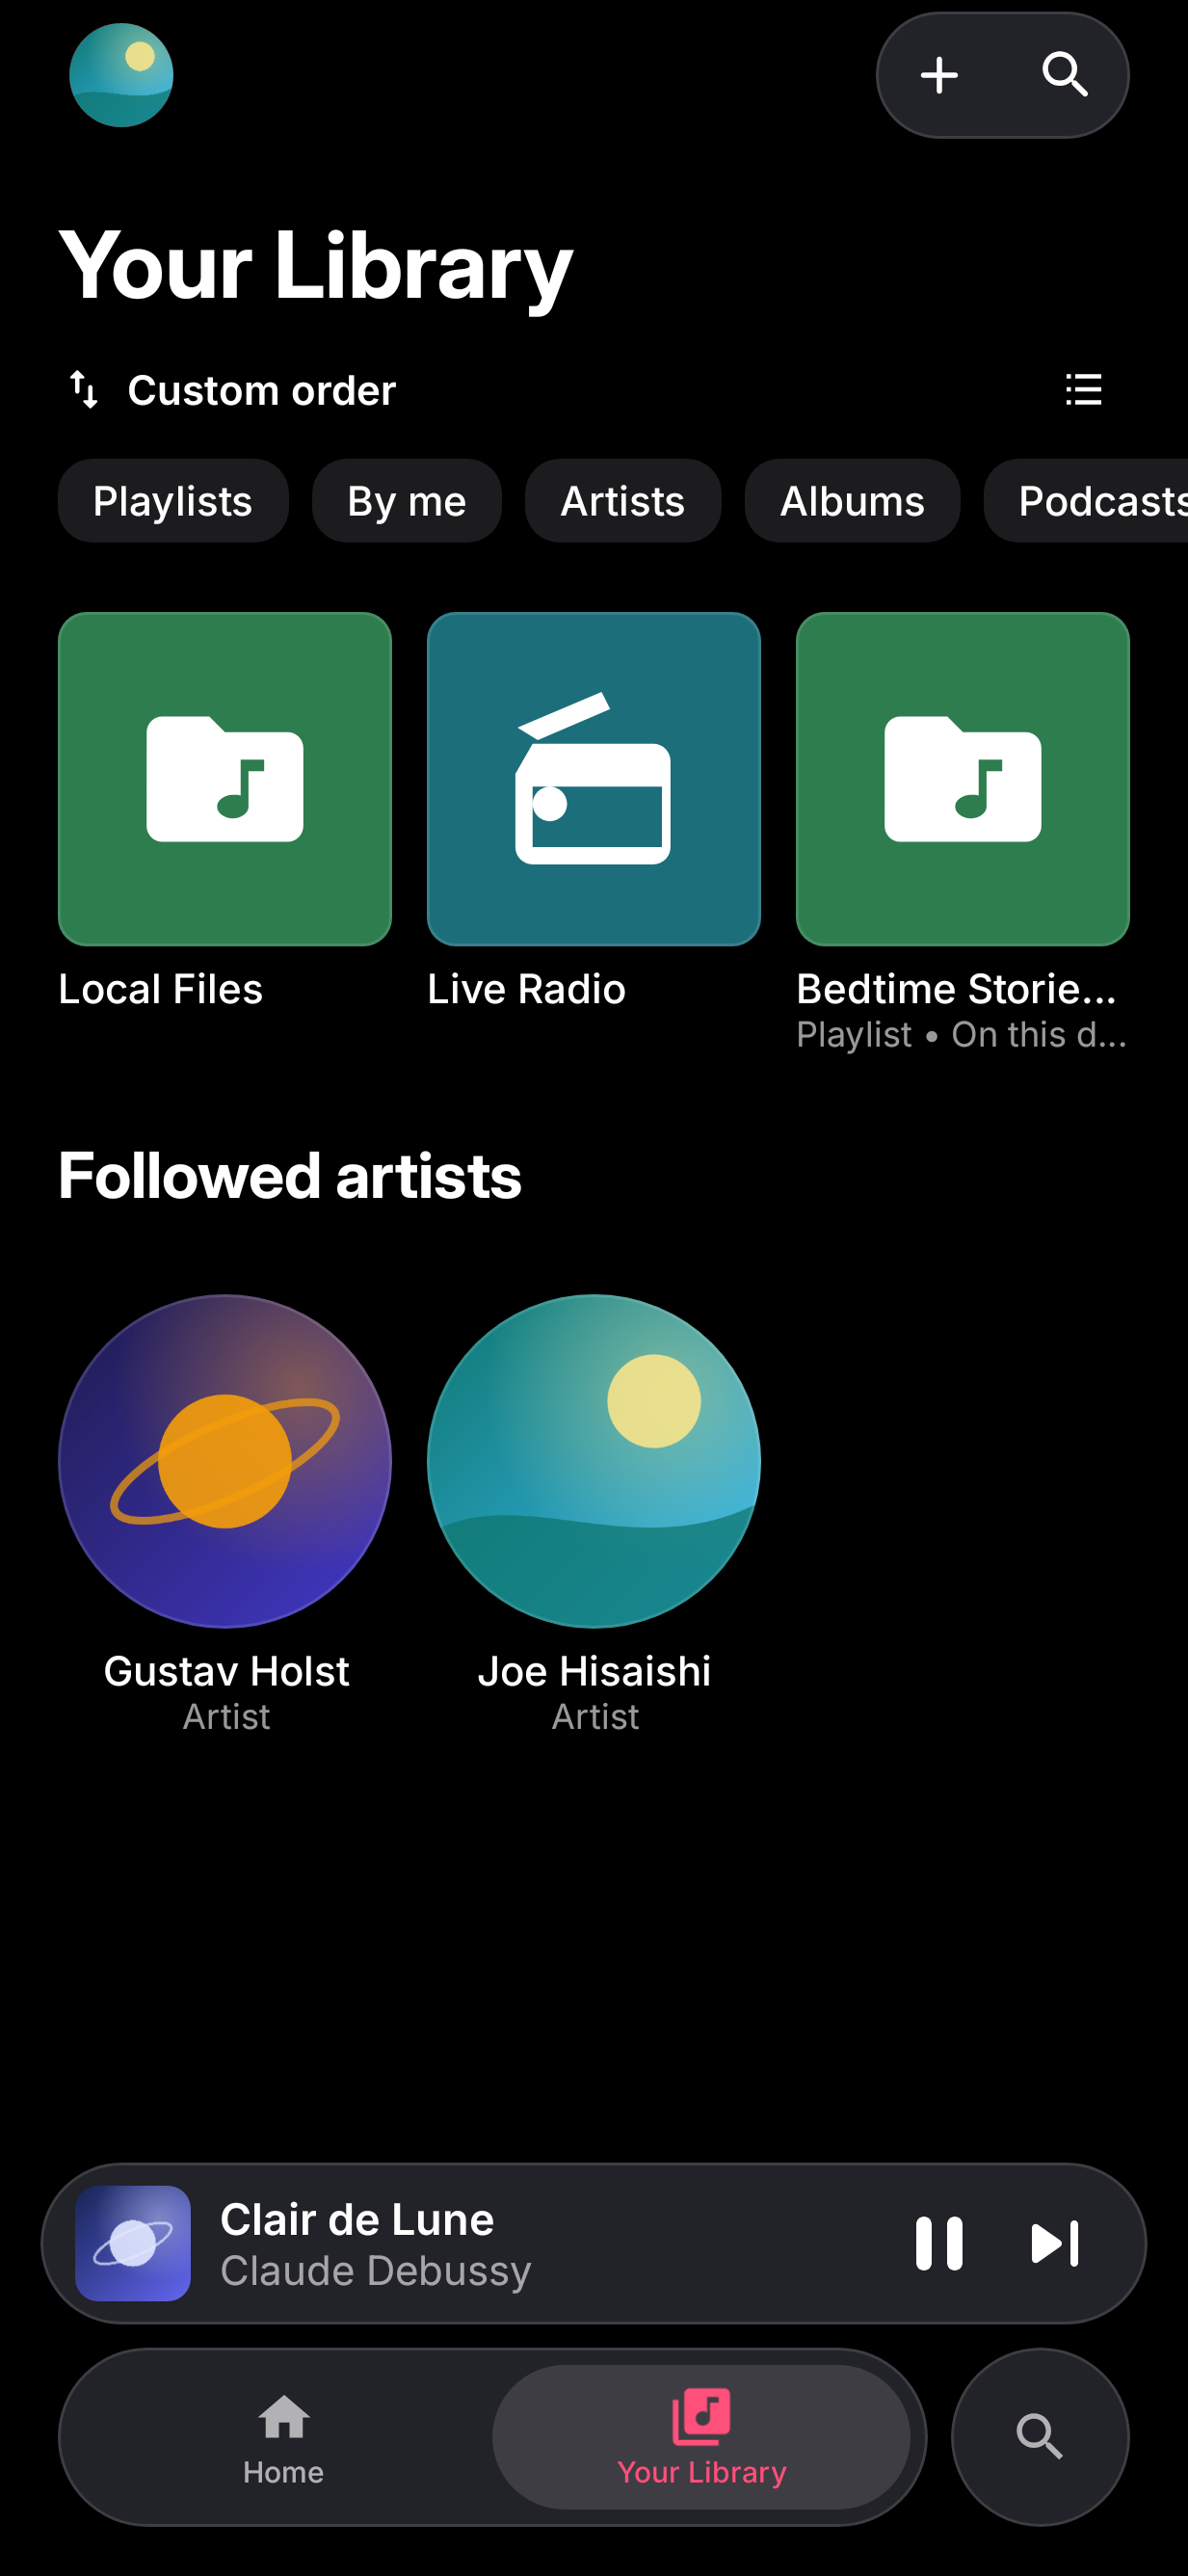 Your Library
Custom order
Playlists
By me
Artists
Albums
Podcasts
Local Files
Live Radio
Bedtime Storie...
Playlist • On this d...
Followed artists
Gustav Holst
Artist
Joe Hisaishi
Artist
Clair de Lune
Claude Debussy
Home
Your Library